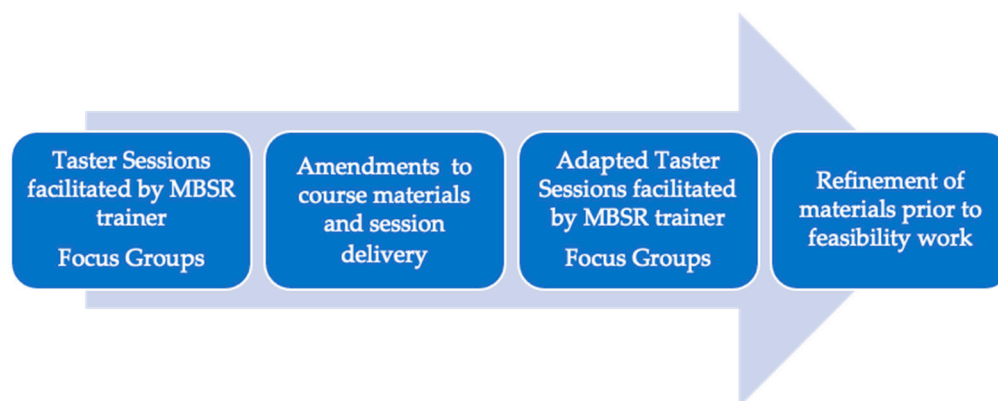 Taster Sessions
facilitated by MBSR
trainer
Focus Groups
Amendments to
course materials
and session
delivery
Adapted Taster
Sessions facilitated
by MBSR trainer
Focus Groups
Refinement of
materials prior to
feasibility work